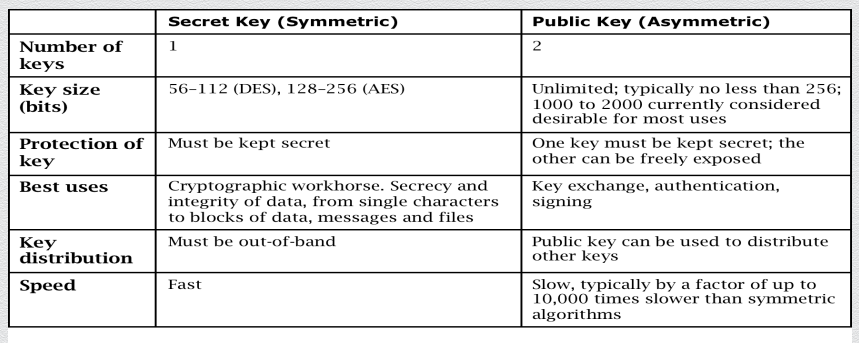 Secret Key (Symmetric) Public Key (Asymmetric)
Number of keys 1 2
Key size (bits) 56–112 (DES), 128–256 (AES) Unlimited; typically no less than 256; 1000 to 2000 currently considered desirable for most uses
Protection of key Must be kept secret One key must be kept secret; the other can be freely exposed
Best uses Cryptographic workhorse. Secrecy and integrity of data, from single characters to blocks of data, messages and files Key exchange, authentication, signing
Key distribution Must be out-of-band Public key can be used to distribute other keys
Speed Fast Slow, typically by a factor of up to 10,000 times slower than symmetric algorithms